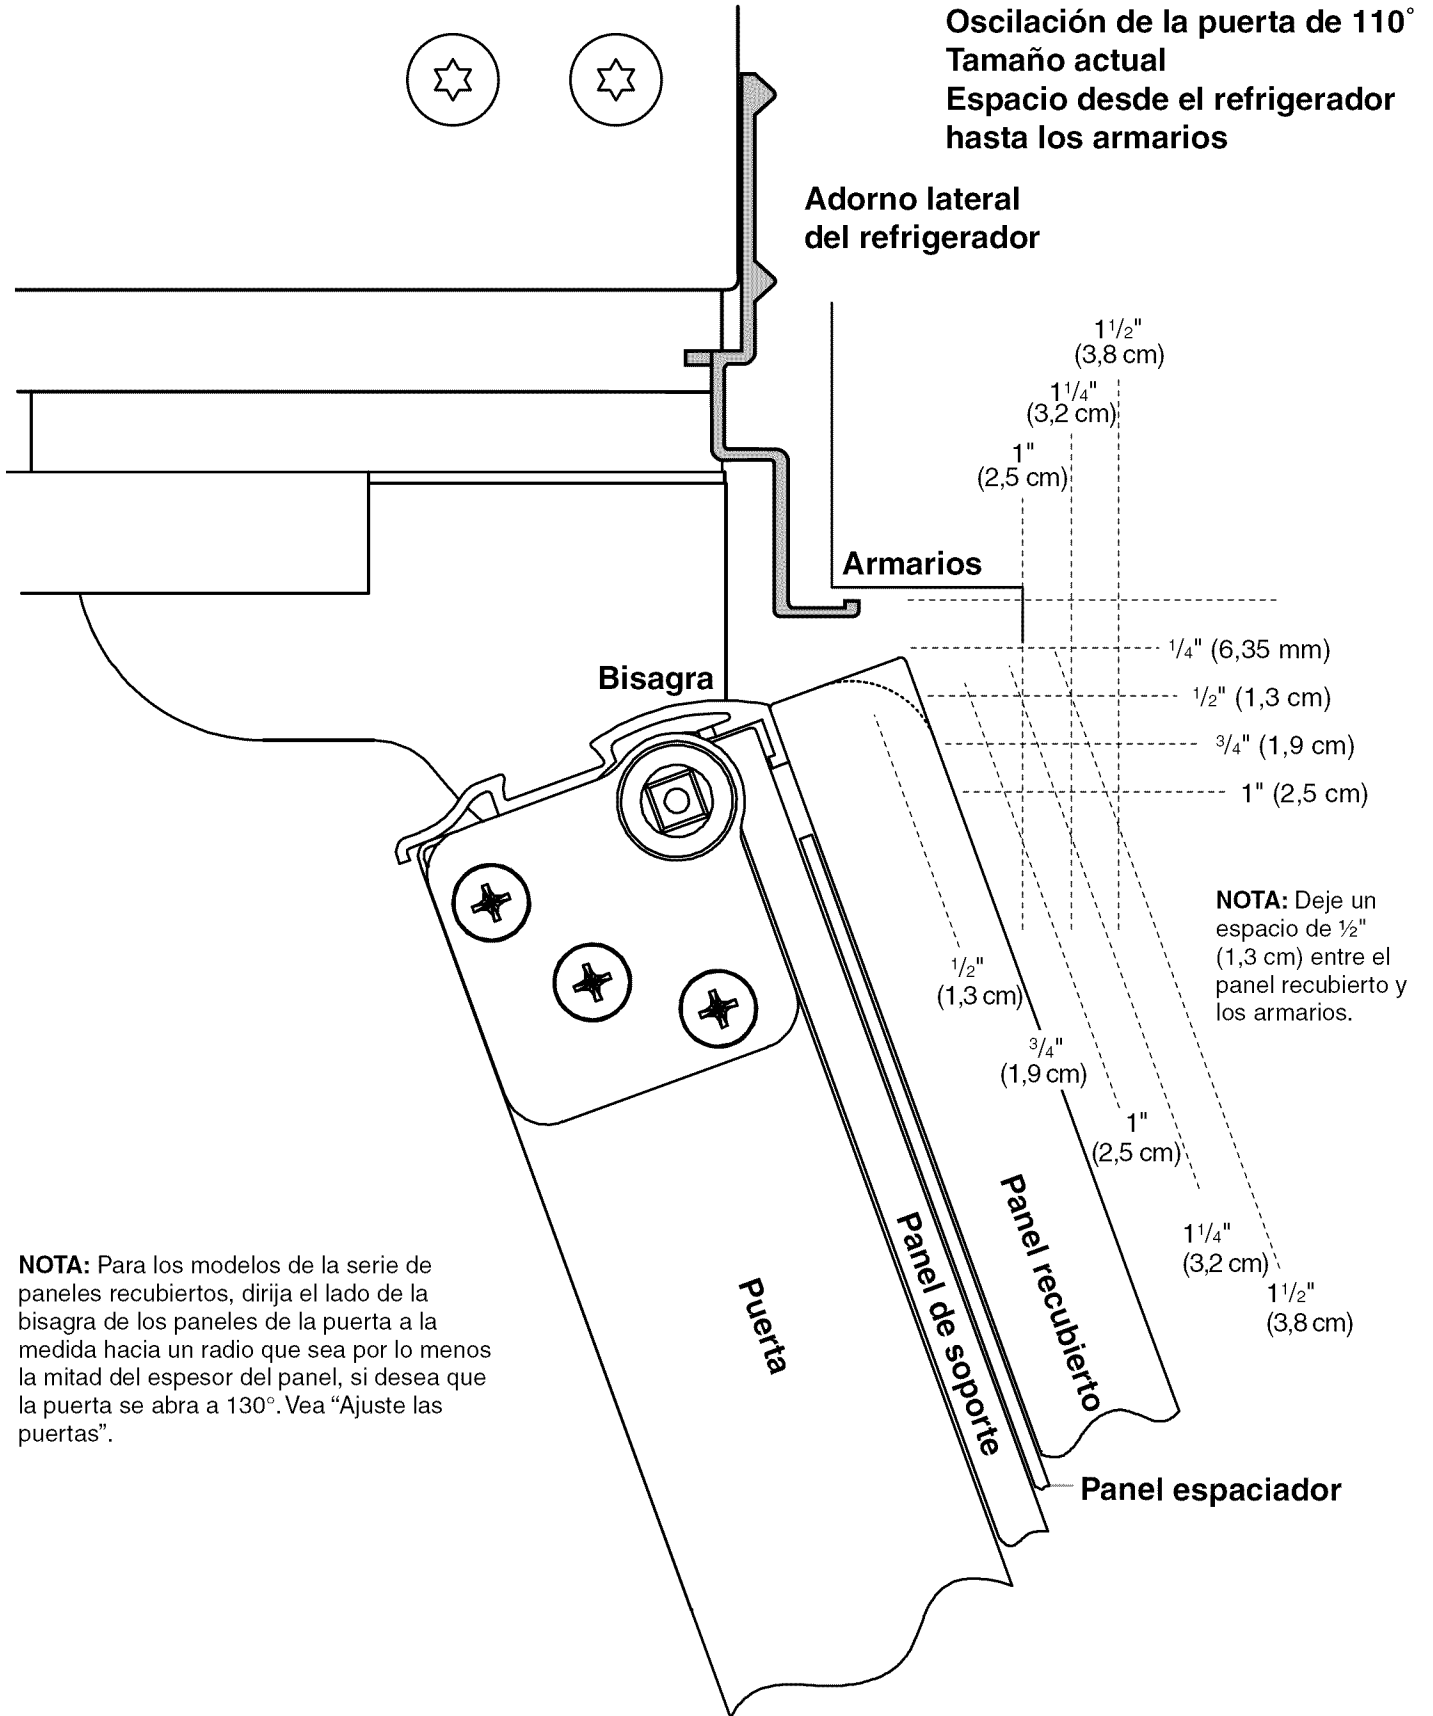 Oscilación de la puerta de 110°
Tamaño actual
Espacio desde el refrigerador
hasta los armarios
Adorno lateral
del refrigerador
1 1/2"
(3,8 cm)
1 1/4"
(3,2 cm)
1"
(2,5 cm)
Armarios
1/4" (6,35 mm)
Bisagra
1/2" (1,3 cm)
3/4" (1,9 cm)
1" (2,5 cm)
NOTA: Deje un
espacio de ½"
(1,3 cm) entre el
panel recubierto y
los armarios.
1/2"
(1,3 cm)
3/4"
(1,9 cm)
1"
(2,5 cm)
1 1/4"
(3,2 cm)
1 1/2"
(3,8 cm)
Panel recubierto
Panel de soporte
Puerta
NOTA: Para los modelos de la serie de
paneles recubiertos, dirija el lado de la
bisagra de los paneles de la puerta a la
medida hacia un radio que sea por lo menos
la mitad del espesor del panel, si desea que
la puerta se abra a 130°. Vea “Ajuste las
puertas”.
Panel espaciador